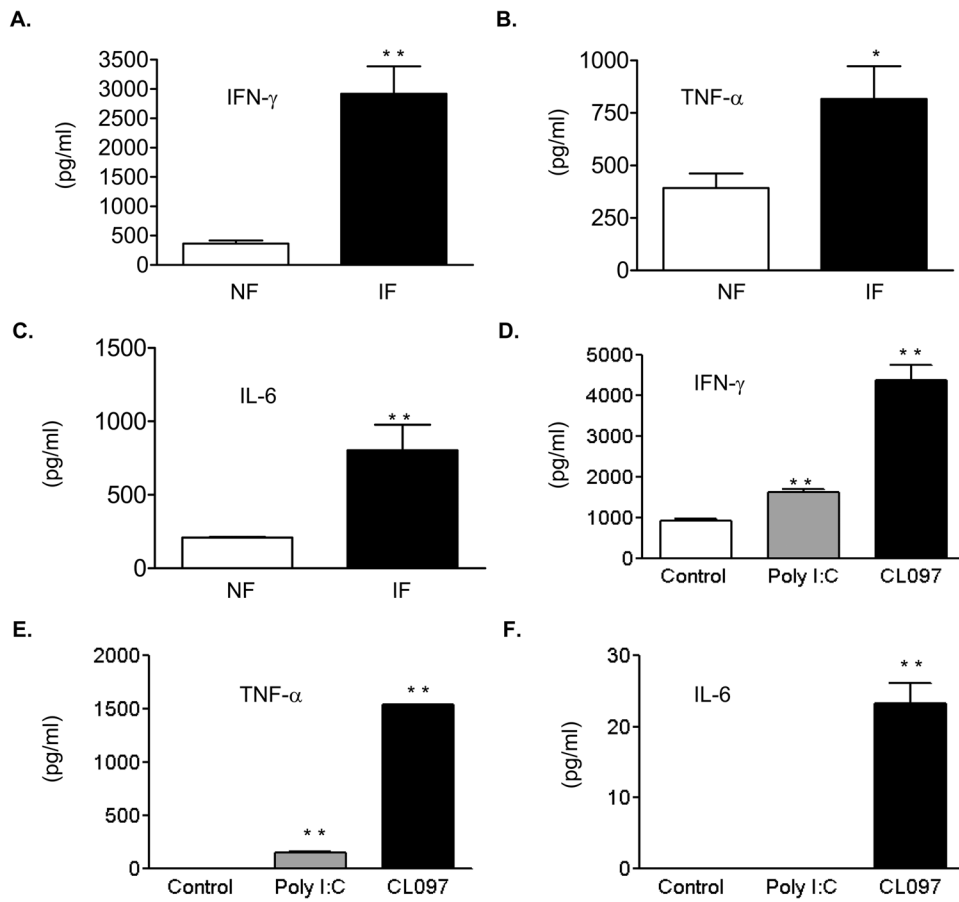 A.
B.
3500
3000
2500
2000
1500
1000
500
0
(pg/ml)
IFN-γ
* *
NF
IF
1000
750
500
250
0
(pg/ml)
TNF-α
*
NF
IF
C.
D.
1500
1000
500
0
(pg/ml)
IL-6
* *
NF
IF
5000
4000
3000
2000
1000
0
(pg/ml)
IFN-γ
* *
* *
Control
Poly I:C
CL097
E.
F.
2000
1500
1000
500
0
(pg/ml)
TNF-α
* *
* *
Control
Poly I:C
CL097
30
20
10
0
(pg/ml)
IL-6
* *
Control
Poly I:C
CL097